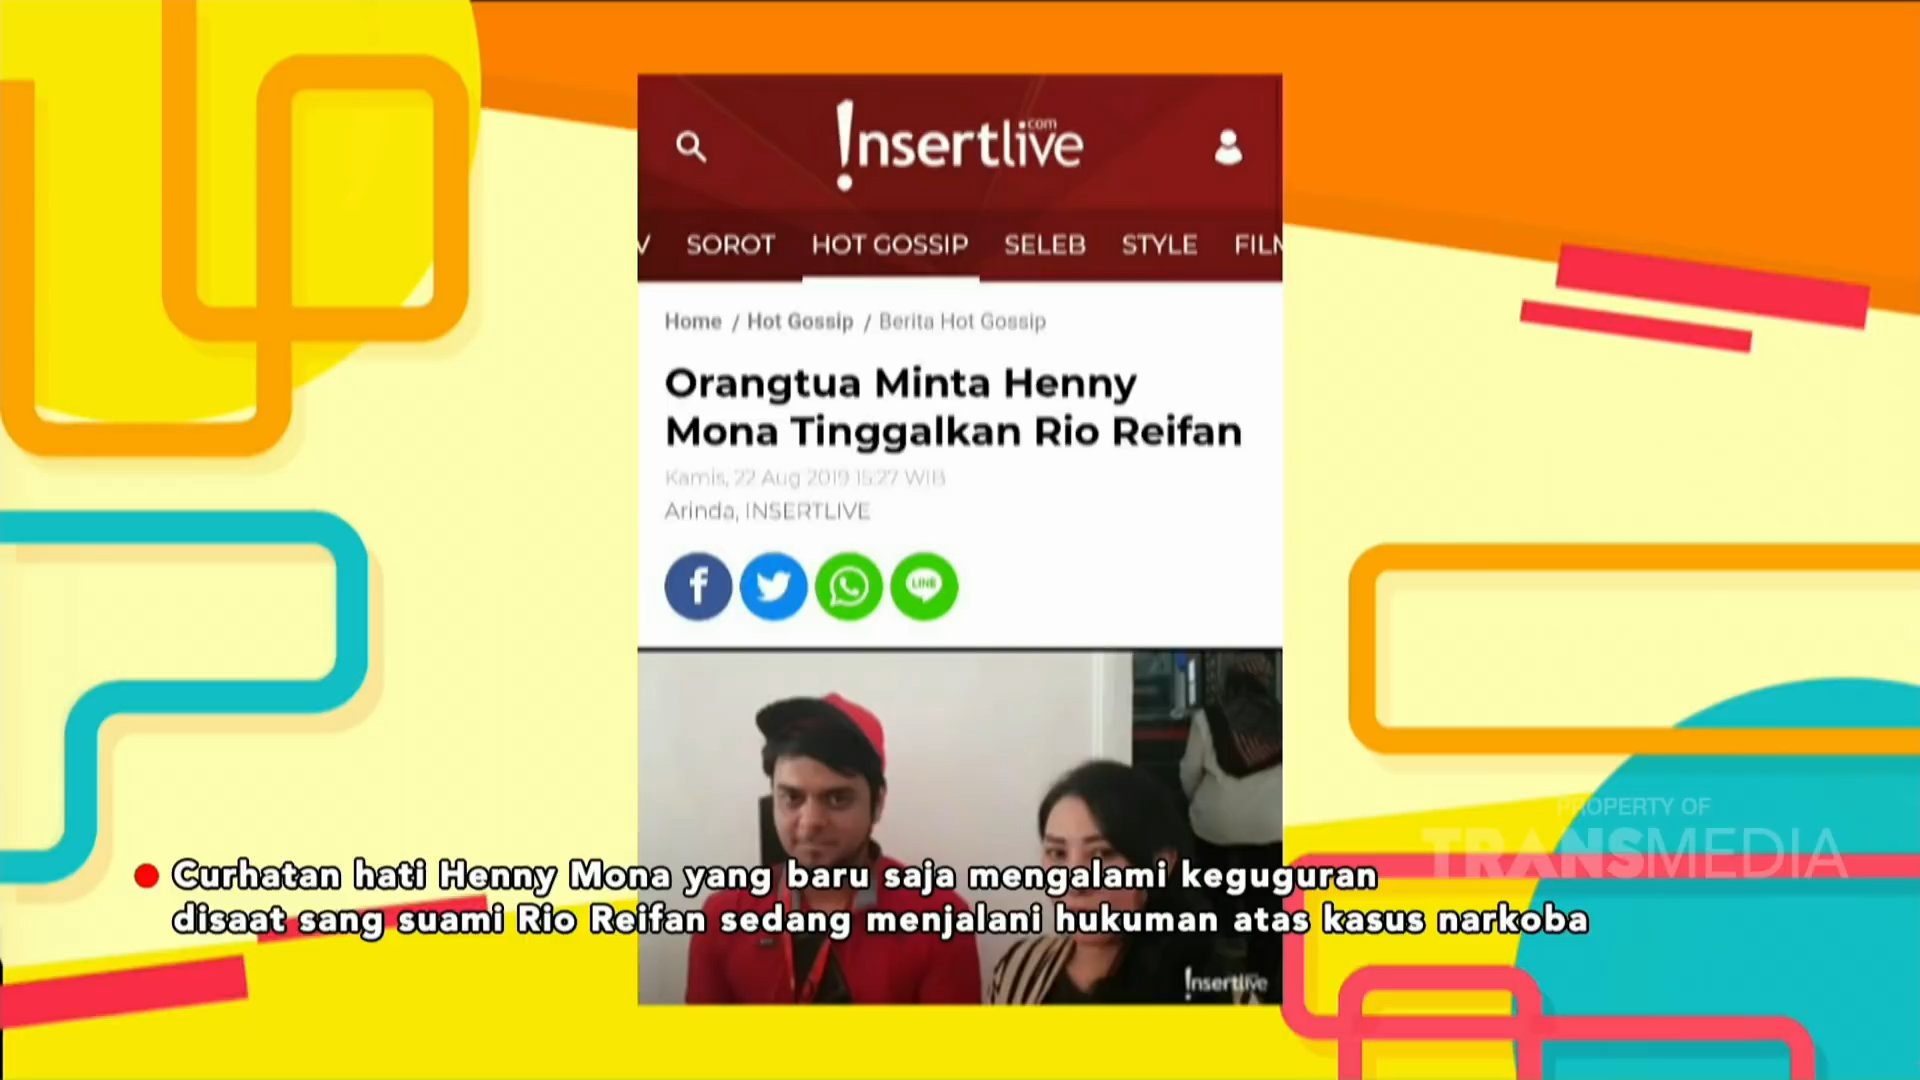 !nsertlive
.com
SOROT HOT GOSSIP SELEB STYLE
Home / Hot Gossip / Berita Hot Gossip
Orangtua Minta Henny
Mona Tinggalkan Rio Reifan
Kamis, 22 Aug 2019 15:27 WIB
Arinda, INSERTLIVE
f
LINE
PROPERTY OF
TRANSMEDIA
Curhatan hati Henny Mona yang baru saja mengalami keguguran
disaat sang suami Rio Reifan sedang menjalani hukuman atas kasus narkoba
!nsertlive